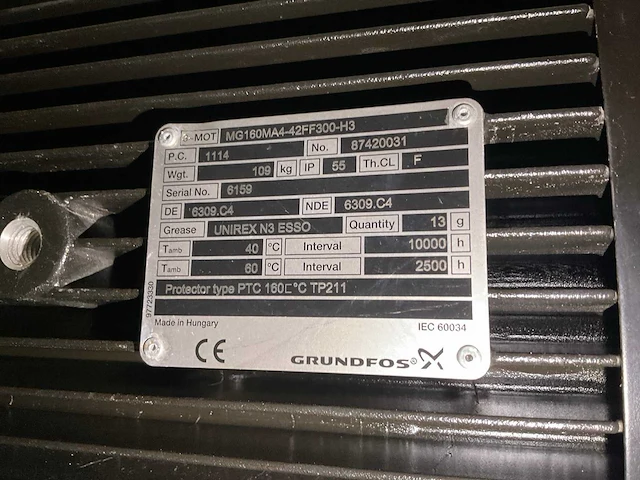 3-MOT MG160MA4-42FF300-H3
P.C. 1114 No. 87420031
Wgt. 109 kg IP 55 Th.CL. F
Serial No. 6159
DE 6309.C4 NDE 6309.C4
Grease UNIREX N3 ESSO Quantity 13 g
Tamb 40 °C Interval 10000 h
Tamb 60 °C Interval 2500 h
Protector type PTC 160□°C TP211
97723330
Made in Hungary IEC 60034
CE GRUNDFOS®